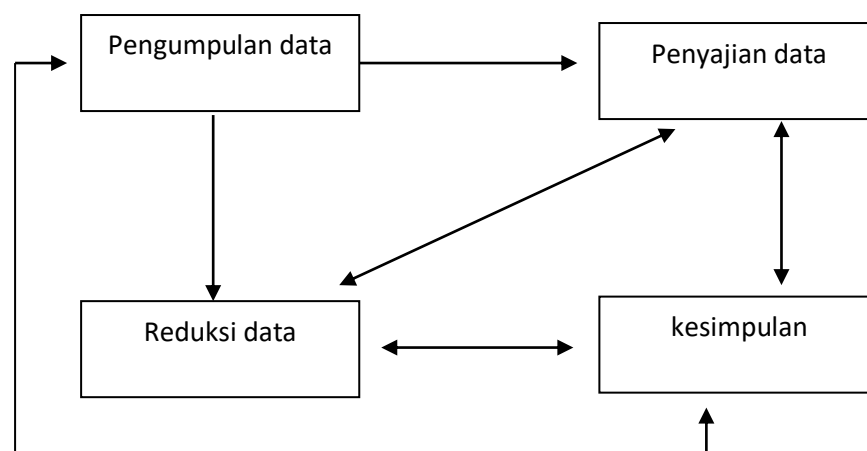 Pengumpulan data
Penyajian data
Reduksi data
kesimpulan